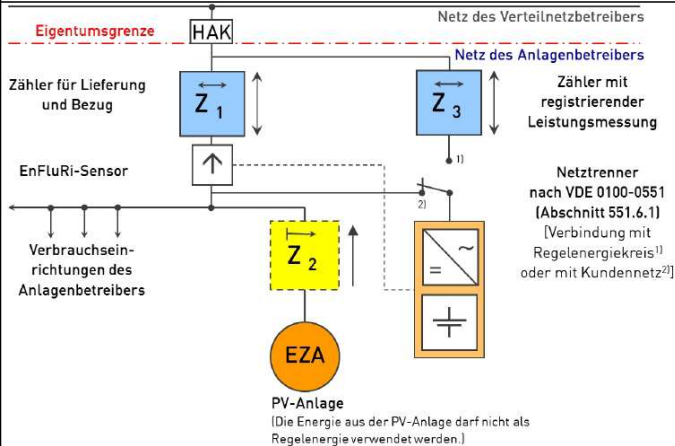 Netz des Verteilnetzbetreibers
Eigentumsgrenze
HAK
Netz des Anlagenbetreibers
Zähler für Lieferung
und Bezug
Z 1
Z 3
Zähler mit
registrierender
Leistungsmessung
1)
EnFluRi-Sensor
2)
Netztrenner
nach VDE 0100-0551
(Abschnitt 551.6.1)
[Verbindung mit
Regelenergiekreis1)
oder mit Kundennetz2)]
Verbrauchsein-
richtungen des
Anlagenbetreibers
Z 2
~
=
EZA
PV-Anlage
(Die Energie aus der PV-Anlage darf nicht als
Regelenergie verwendet werden.)